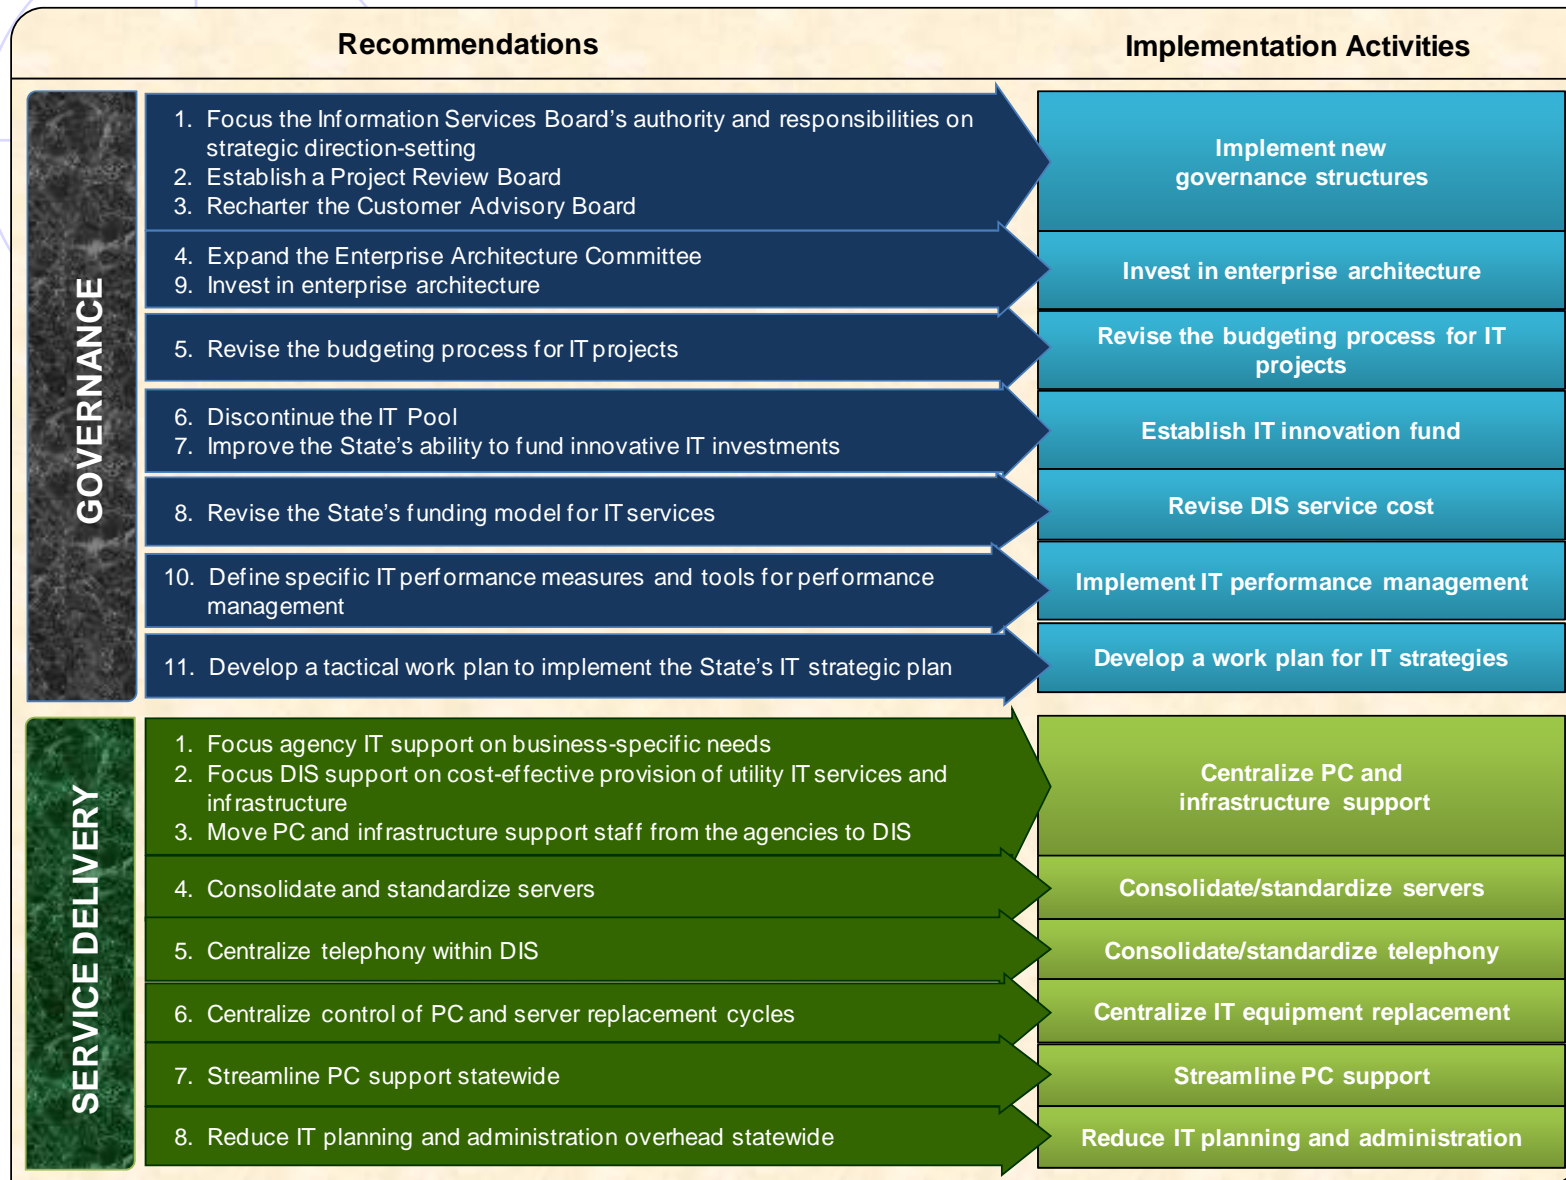 Recommendations
Implementation Activities
GOVERNANCE
1. Focus the Information Services Board's authority and responsibilities on
strategic direction-setting
2. Establish a Project Review Board
3. Recharter the Customer Advisory Board
Implement new
governance structures
4. Expand the Enterprise Architecture Committee
9. Invest in enterprise architecture
Invest in enterprise architecture
5. Revise the budgeting process for IT projects
Revise the budgeting process for IT
projects
6. Discontinue the IT Pool
7. Improve the State's ability to fund innovative IT investments
Establish IT innovation fund
8. Revise the State's funding model for IT services
Revise DIS service cost
10. Define specific IT performance measures and tools for performance
management
Implement IT performance management
11. Develop a tactical work plan to implement the State's IT strategic plan
Develop a work plan for IT strategies
SERVICE DELIVERY
1. Focus agency IT support on business-specific needs
2. Focus DIS support on cost-effective provision of utility IT services and
infrastructure
3. Move PC and infrastructure support staff from the agencies to DIS
Centralize PC and
infrastructure support
4. Consolidate and standardize servers
Consolidate/standardize servers
5. Centralize telephony within DIS
Consolidate/standardize telephony
6. Centralize control of PC and server replacement cycles
Centralize IT equipment replacement
7. Streamline PC support statewide
Streamline PC support
8. Reduce IT planning and administration overhead statewide
Reduce IT planning and administration